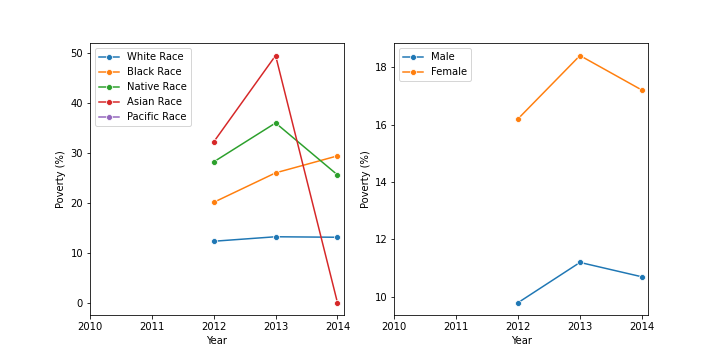 White Race
Black Race
Native Race
Asian Race
Pacific Race
50
40
30
20
10
0
Poverty (%)
2010 2011 2012 2013 2014
Year
Male
Female
18
16
14
12
10
Poverty (%)
2010 2011 2012 2013 2014
Year